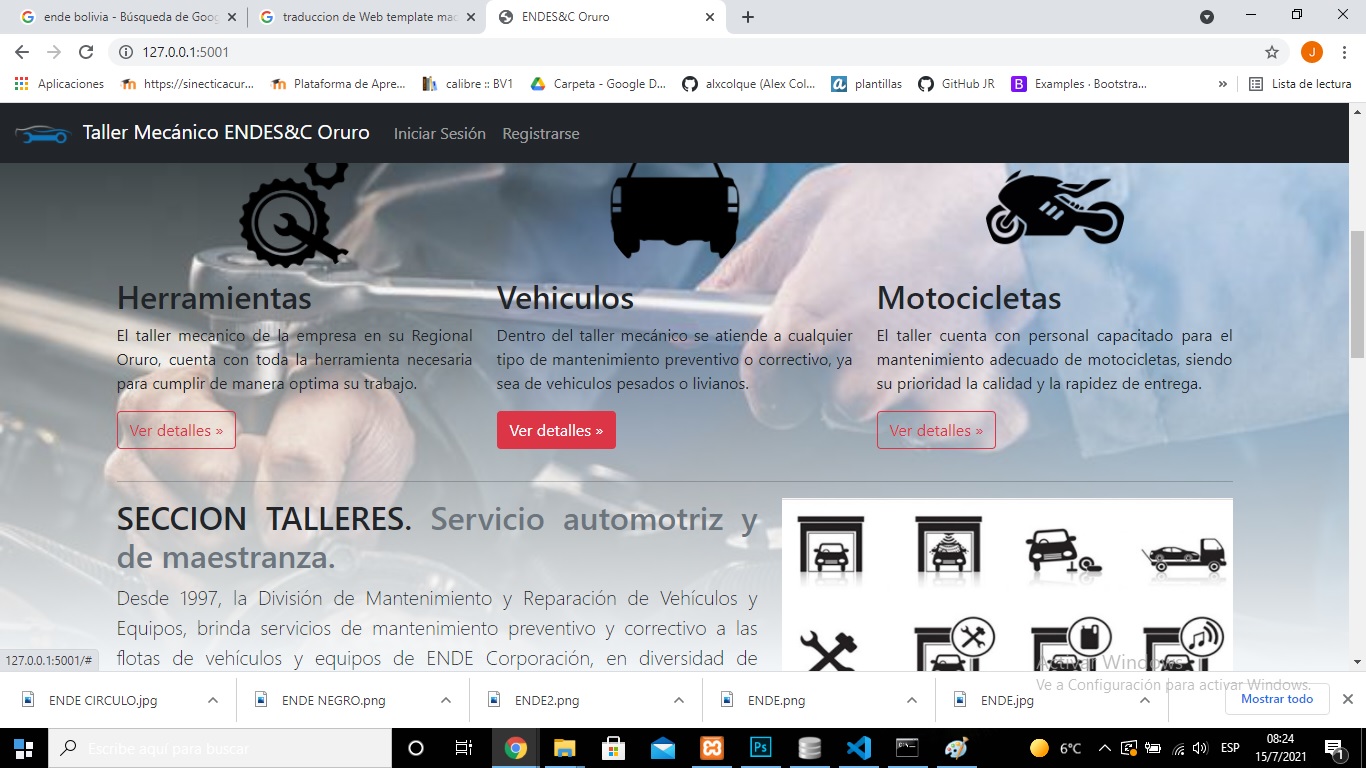 ende bolivia - Búsqueda de Goog
traduccion de Web template mac
ENDES&C Oruro
127.0.0.1:5001
J
Aplicaciones
https://sinecticacur...
Plataforma de Apre...
calibre :: BV1
Carpeta - Google D...
alxcolque (Alex Col...
plantillas
GitHub JR
Examples · Bootstra...
»
Lista de lectura
Taller Mecánico ENDES&C Oruro
Iniciar Sesión
Registrarse
Herramientas
El taller mecanico de la empresa en su Regional
Oruro, cuenta con toda la herramienta necesaria
para cumplir de manera optima su trabajo.
Ver detalles »
Vehiculos
Dentro del taller mecánico se atiende a cualquier
tipo de mantenimiento preventivo o correctivo, ya
sea de vehiculos pesados o livianos.
Ver detalles »
Motocicletas
El taller cuenta con personal capacitado para el
mantenimiento adecuado de motocicletas, siendo
su prioridad la calidad y la rapidez de entrega.
Ver detalles »
SECCION TALLERES. Servicio automotriz y
de maestranza.
Desde 1997, la División de Mantenimiento y Reparación de Vehículos y
Equipos, brinda servicios de mantenimiento preventivo y correctivo a las
flotas de vehículos y equipos de ENDE Corporación, en diversidad de
127.0.0.1:5001/#
Activar Windows
Ve a Configuración para activar Windows.
ENDE CIRCULO.jpg
ENDE NEGRO.png
ENDE2.png
ENDE.png
ENDE.jpg
Mostrar todo
Escribe aquí para buscar
Ps
6°C
ESP
08:24
15/7/2021
1